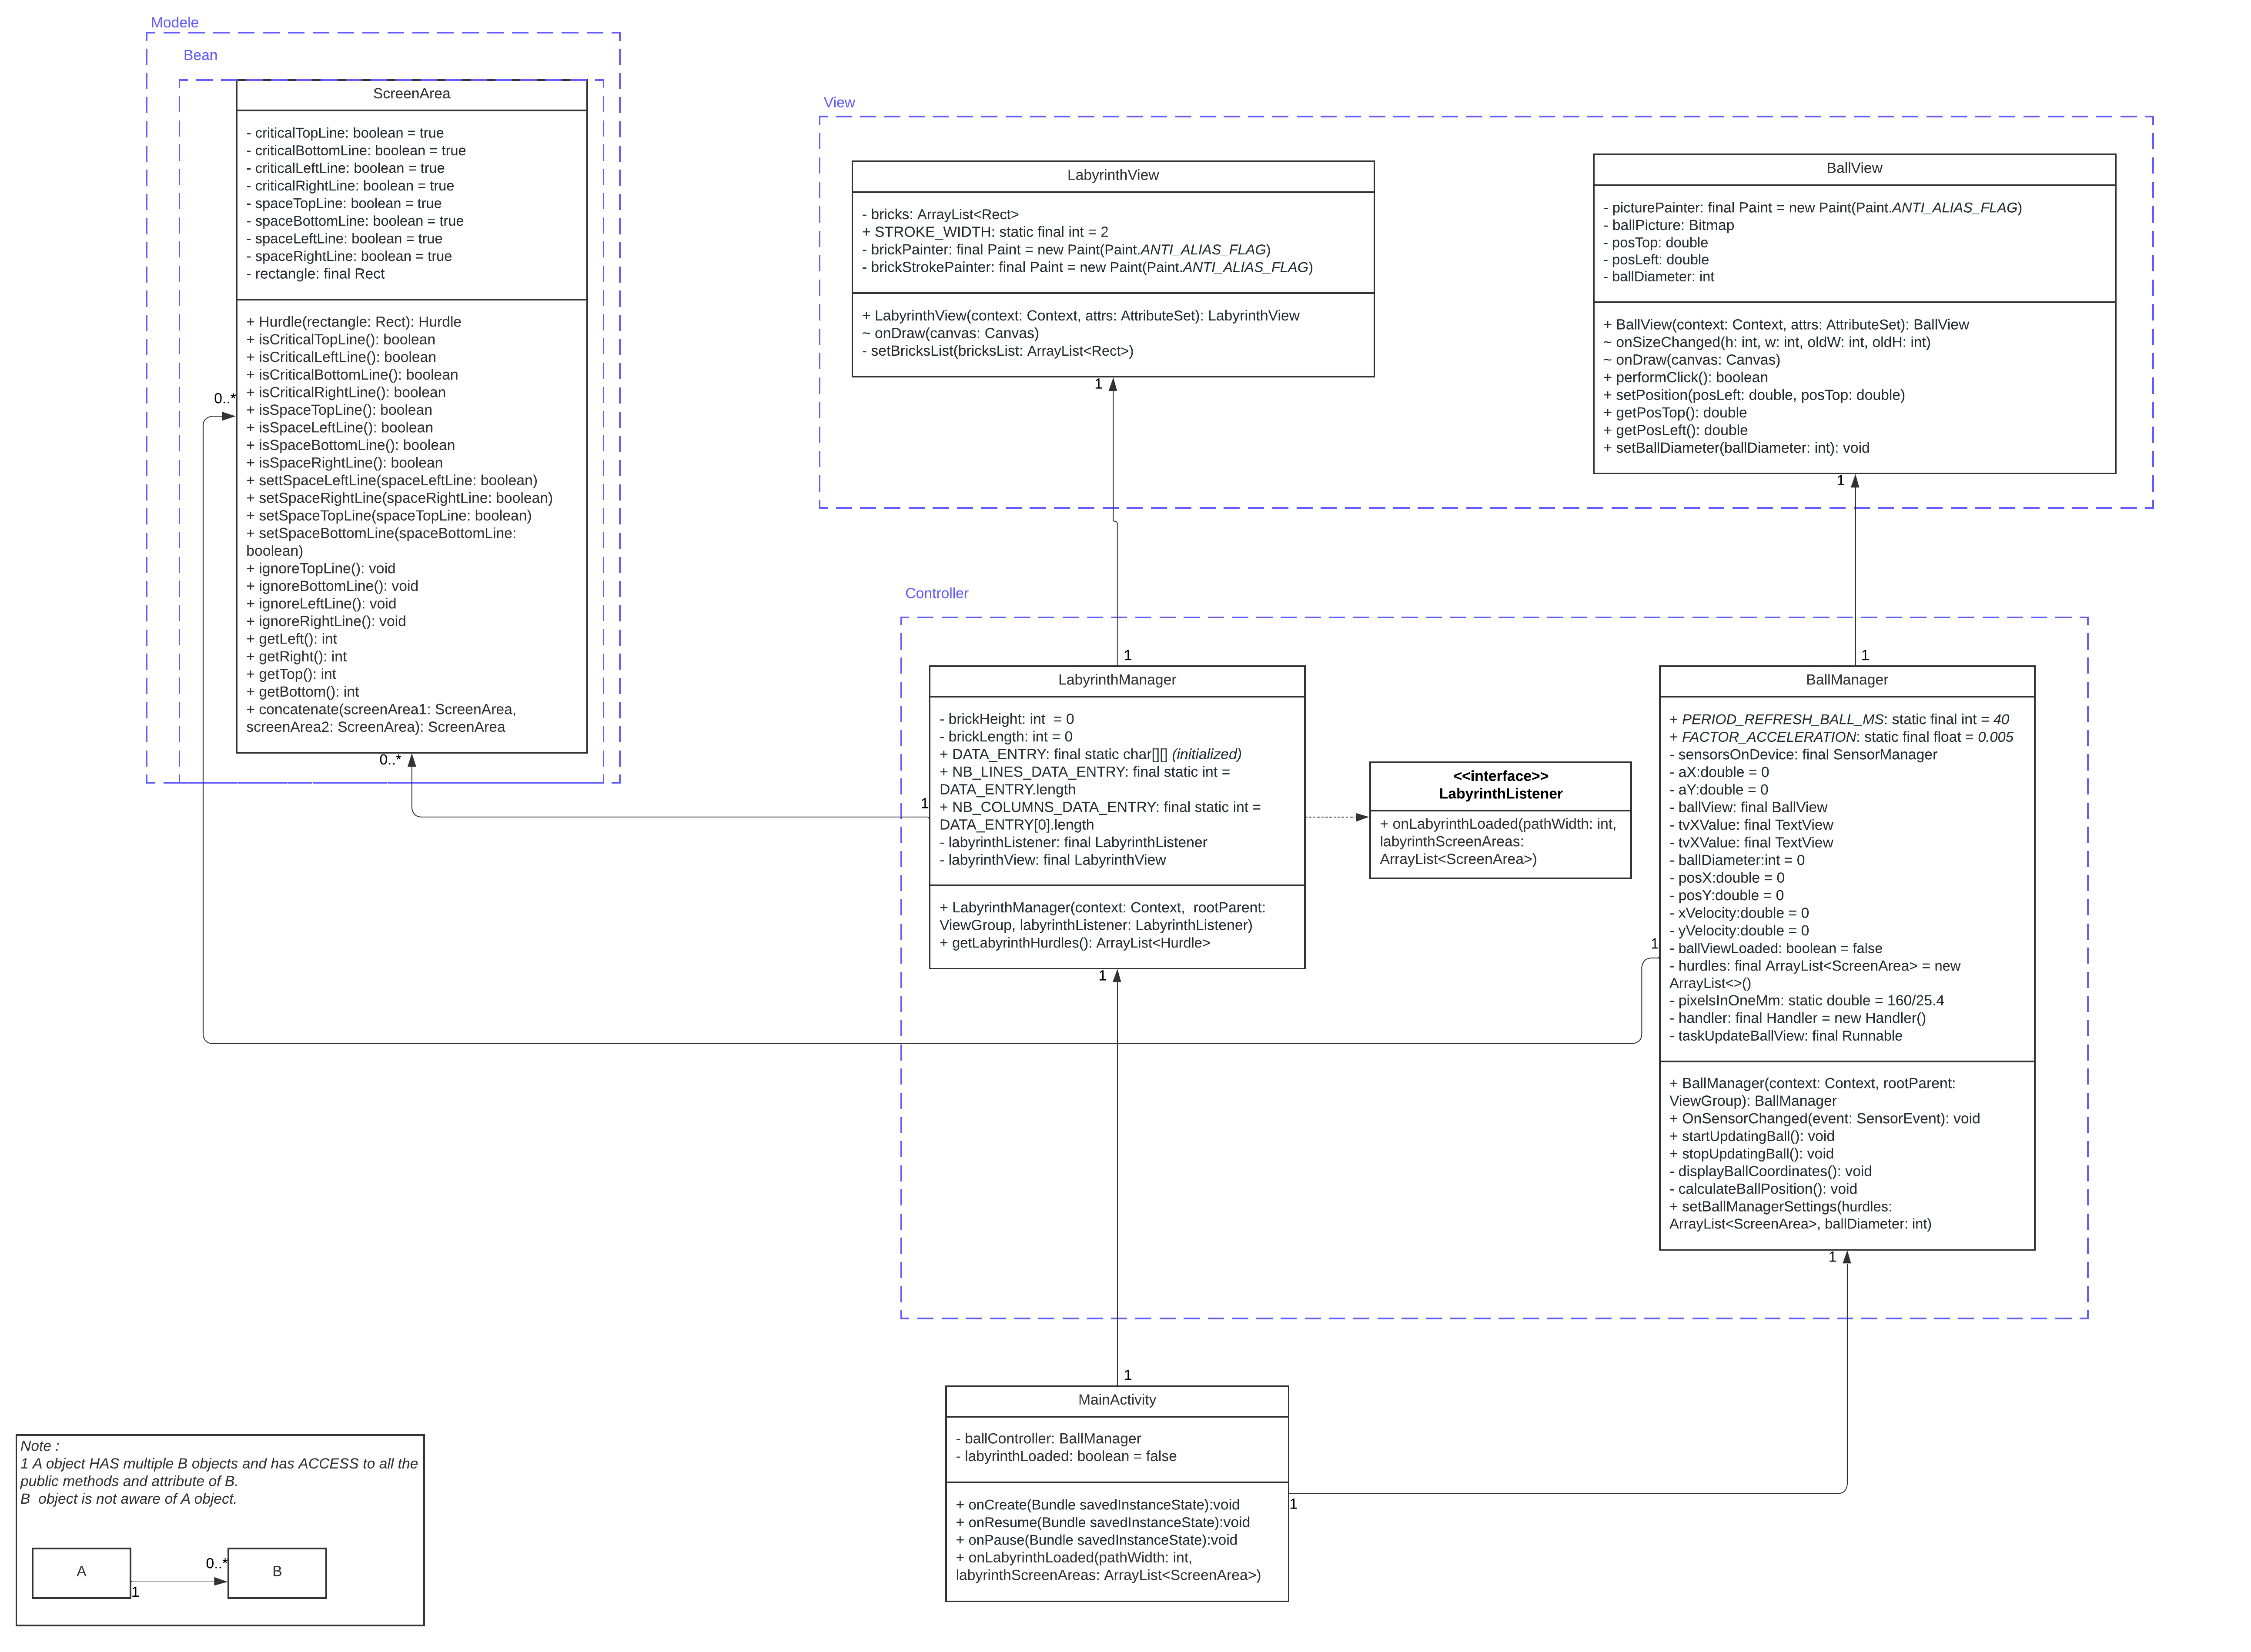 Modele
Bean
ScreenArea
- criticalTopLine: boolean = true
- criticalBottomLine: boolean = true
- criticalLeftLine: boolean = true
- criticalRightLine: boolean = true
- spaceTopLine: boolean = true
- spaceBottomLine: boolean = true
- spaceLeftLine: boolean = true
- spaceRightLine: boolean = true
- rectangle: final Rect
+ Hurdle(rectangle: Rect): Hurdle
+ isCriticalTopLine(): boolean
+ isCriticalLeftLine(): boolean
+ isCriticalBottomLine(): boolean
+ isCriticalRightLine(): boolean
+ isSpaceTopLine(): boolean
+ isSpaceLeftLine(): boolean
+ isSpaceBottomLine(): boolean
+ isSpaceRightLine(): boolean
+ settSpaceLeftLine(spaceLeftLine: boolean)
+ setSpaceRightLine(spaceRightLine: boolean)
+ setSpaceTopLine(spaceTopLine: boolean)
+ setSpaceBottomLine(spaceBottomLine:
boolean)
+ ignoreTopLine(): void
+ ignoreBottomLine(): void
+ ignoreLeftLine(): void
+ ignoreRightLine(): void
+ getLeft(): int
+ getRight(): int
+ getTop(): int
+ getBottom(): int
+ concatenate(screenArea1: ScreenArea,
screenArea2: ScreenArea): ScreenArea
0..*
0..*
View
LabyrinthView
- bricks: ArrayList<Rect>
+ STROKE_WIDTH: static final int = 2
- brickPainter: final Paint = new Paint(Paint.ANTI_ALIAS_FLAG)
- brickStrokePainter: final Paint = new Paint(Paint.ANTI_ALIAS_FLAG)
+ LabyrinthView(context: Context, attrs: AttributeSet): LabyrinthView
~ onDraw(canvas: Canvas)
- setBricksList(bricksList: ArrayList<Rect>)
1
BallView
- picturePainter: final Paint = new Paint(Paint.ANTI_ALIAS_FLAG)
- ballPicture: Bitmap
- posTop: double
- posLeft: double
- ballDiameter: int
+ BallView(context: Context, attrs: AttributeSet): BallView
~ onSizeChanged(h: int, w: int, oldW: int, oldH: int)
~ onDraw(canvas: Canvas)
+ performClick(): boolean
+ setPosition(posLeft: double, posTop: double)
+ getPosTop(): double
+ getPosLeft(): double
+ setBallDiameter(ballDiameter: int): void
1
Controller
1
LabyrinthManager
- brickHeight: int  = 0
- brickLength: int = 0
+ DATA_ENTRY: final static char[][] (initialized)
+ NB_LINES_DATA_ENTRY: final static int =
DATA_ENTRY.length
+ NB_COLUMNS_DATA_ENTRY: final static int =
DATA_ENTRY[0].length
- labyrinthListener: final LabyrinthListener
- labyrinthView: final LabyrinthView
+ LabyrinthManager(context: Context,  rootParent:
ViewGroup, labyrinthListener: LabyrinthListener)
+ getLabyrinthHurdles(): ArrayList<Hurdle>
1
1
<<interface>>
LabyrinthListener
+ onLabyrinthLoaded(pathWidth: int,
labyrinthScreenAreas:
ArrayList<ScreenArea>)
1
BallManager
+ PERIOD_REFRESH_BALL_MS: static final int = 40
+ FACTOR_ACCELERATION: static final float = 0.005
- sensorsOnDevice: final SensorManager
- aX:double = 0
- aY:double = 0
- ballView: final BallView
- tvXValue: final TextView
- tvXValue: final TextView
- ballDiameter:int = 0
- posX:double = 0
- posY:double = 0
- xVelocity:double = 0
- yVelocity:double = 0
- ballViewLoaded: boolean = false
- hurdles: final ArrayList<ScreenArea> = new
ArrayList<>()
- pixelsInOneMm: static double = 160/25.4
- handler: final Handler = new Handler()
- taskUpdateBallView: final Runnable
+ BallManager(context: Context, rootParent:
ViewGroup): BallManager
+ OnSensorChanged(event: SensorEvent): void
+ startUpdatingBall(): void
+ stopUpdatingBall(): void
- displayBallCoordinates(): void
- calculateBallPosition(): void
+ setBallManagerSettings(hurdles:
ArrayList<ScreenArea>, ballDiameter: int)
1
1
1
MainActivity
- ballController: BallManager
- labyrinthLoaded: boolean = false
+ onCreate(Bundle savedInstanceState):void
+ onResume(Bundle savedInstanceState):void
+ onPause(Bundle savedInstanceState):void
+ onLabyrinthLoaded(pathWidth: int,
labyrinthScreenAreas: ArrayList<ScreenArea>)
1
Note :
1 A object HAS multiple B objects and has ACCESS to all the
public methods and attribute of B.
B  object is not aware of A object.
A
1
0..*
B